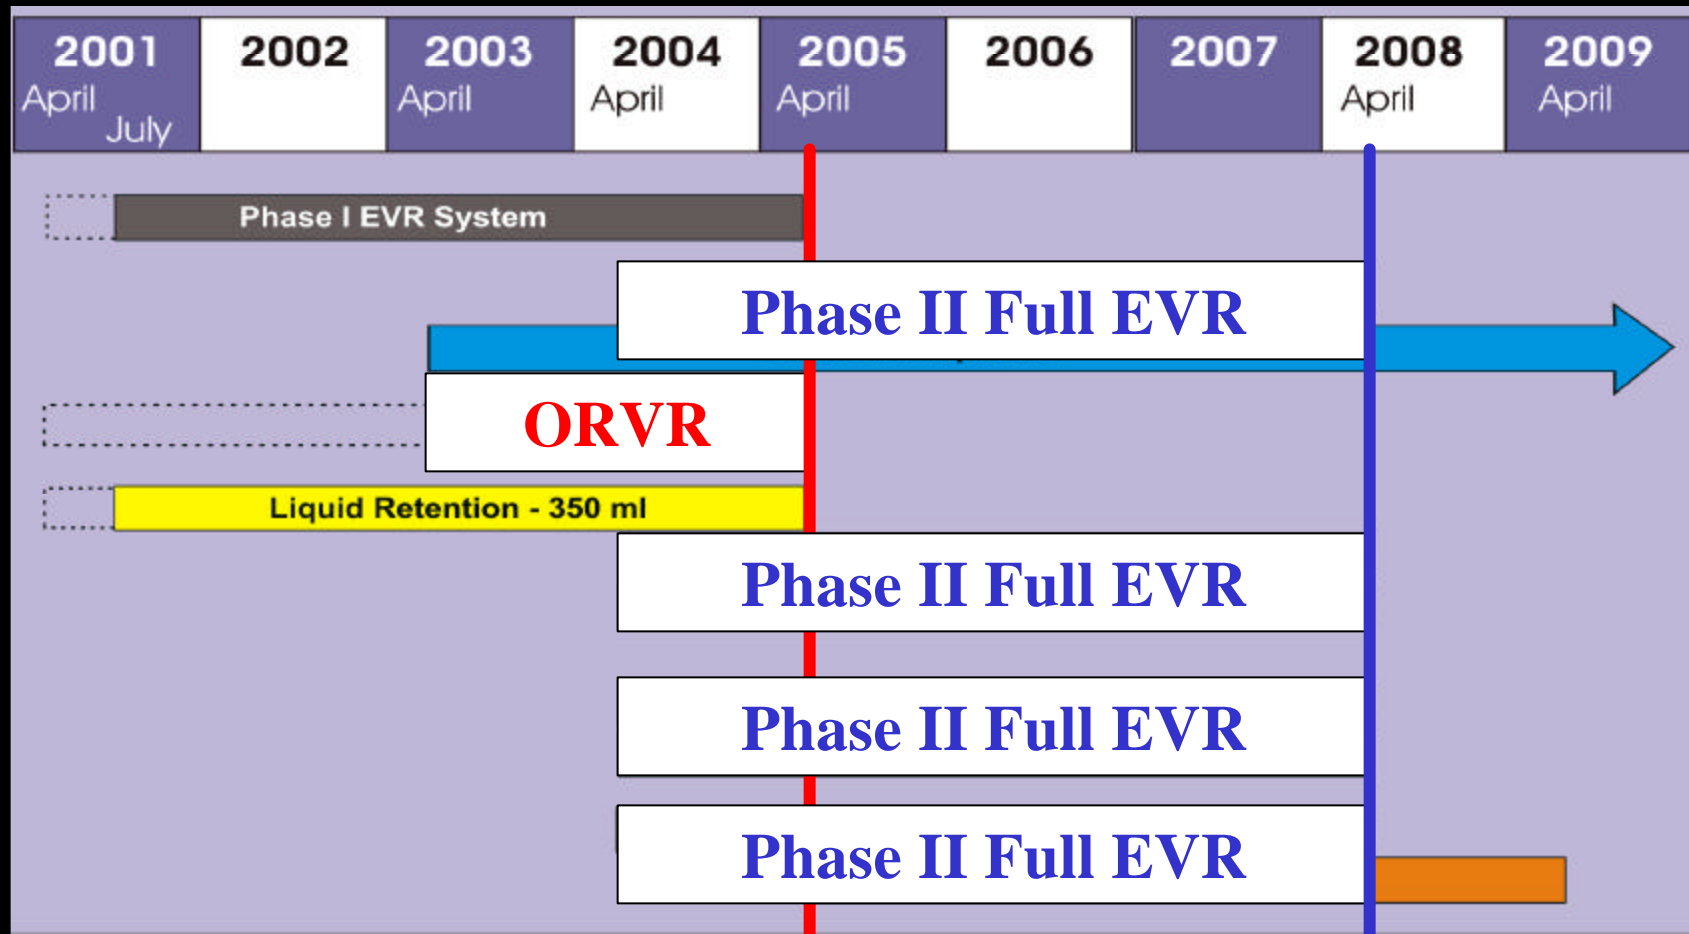 2001 2002 2003 2004 2005 2006 2007 2008 2009
April April April April April April
July
Phase I EVR System
Phase II Full EVR
ORVR
Liquid Retention - 350 ml
Phase II Full EVR
Phase II Full EVR
Phase II Full EVR